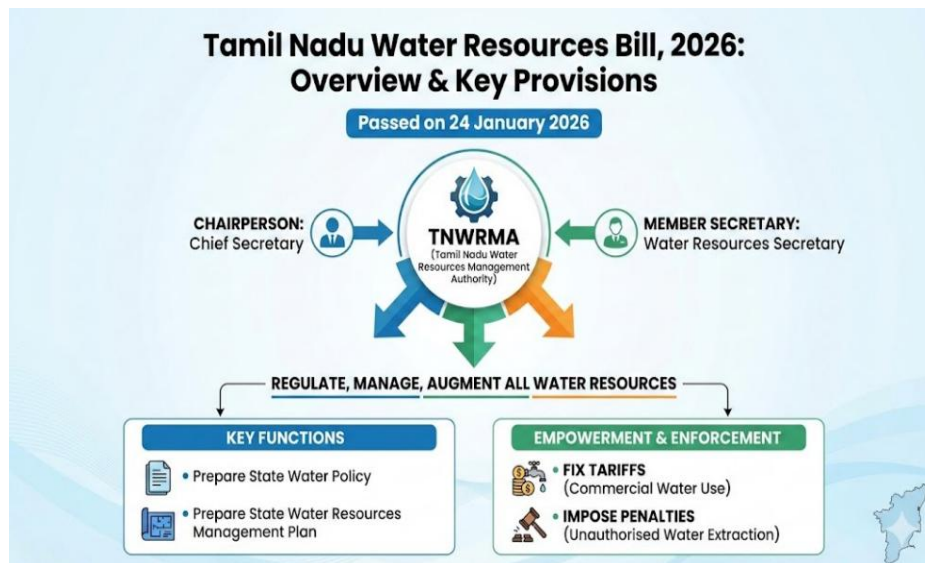 Tamil Nadu Water Resources Bill, 2026:
Overview & Key Provisions
Passed on 24 January 2026
CHAIRPERSON:
Chief Secretary
TNWRMA
(Tamil Nadu Water
Resources Management
Authority)
MEMBER SECRETARY:
Water Resources Secretary
REGULATE, MANAGE, AUGMENT ALL WATER RESOURCES
KEY FUNCTIONS
• Prepare State Water Policy
• Prepare State Water Resources
Management Plan
EMPOWERMENT & ENFORCEMENT
• FIX TARIFFS
(Commercial Water Use)
• IMPOSE PENALTIES
(Unauthorised Water Extraction)